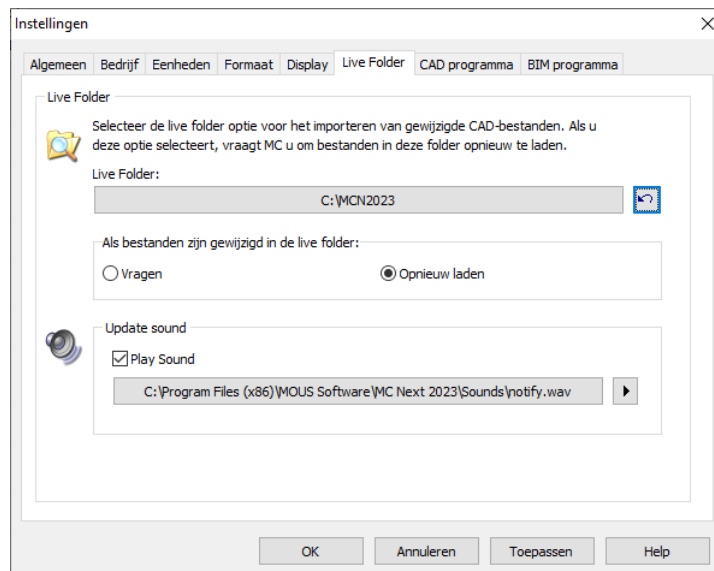 Instellingen
Algemeen Bedrijf Eenheden Formaat Display Live Folder CAD programma BIM programma
Live Folder
Selecteer de live folder optie voor het importeren van gewijzigde CAD-bestanden. Als u
deze optie selecteert, vraagt MC u om bestanden in deze folder opnieuw te laden.
Live Folder:
C:\MCN2023
Als bestanden zijn gewijzigd in de live folder:
Vragen Opnieuw laden
Update sound
Play Sound
C:\Program Files (x86)\MOUS Software\MC Next 2023\Sounds\notify.wav
OK Annuleren Toepassen Help